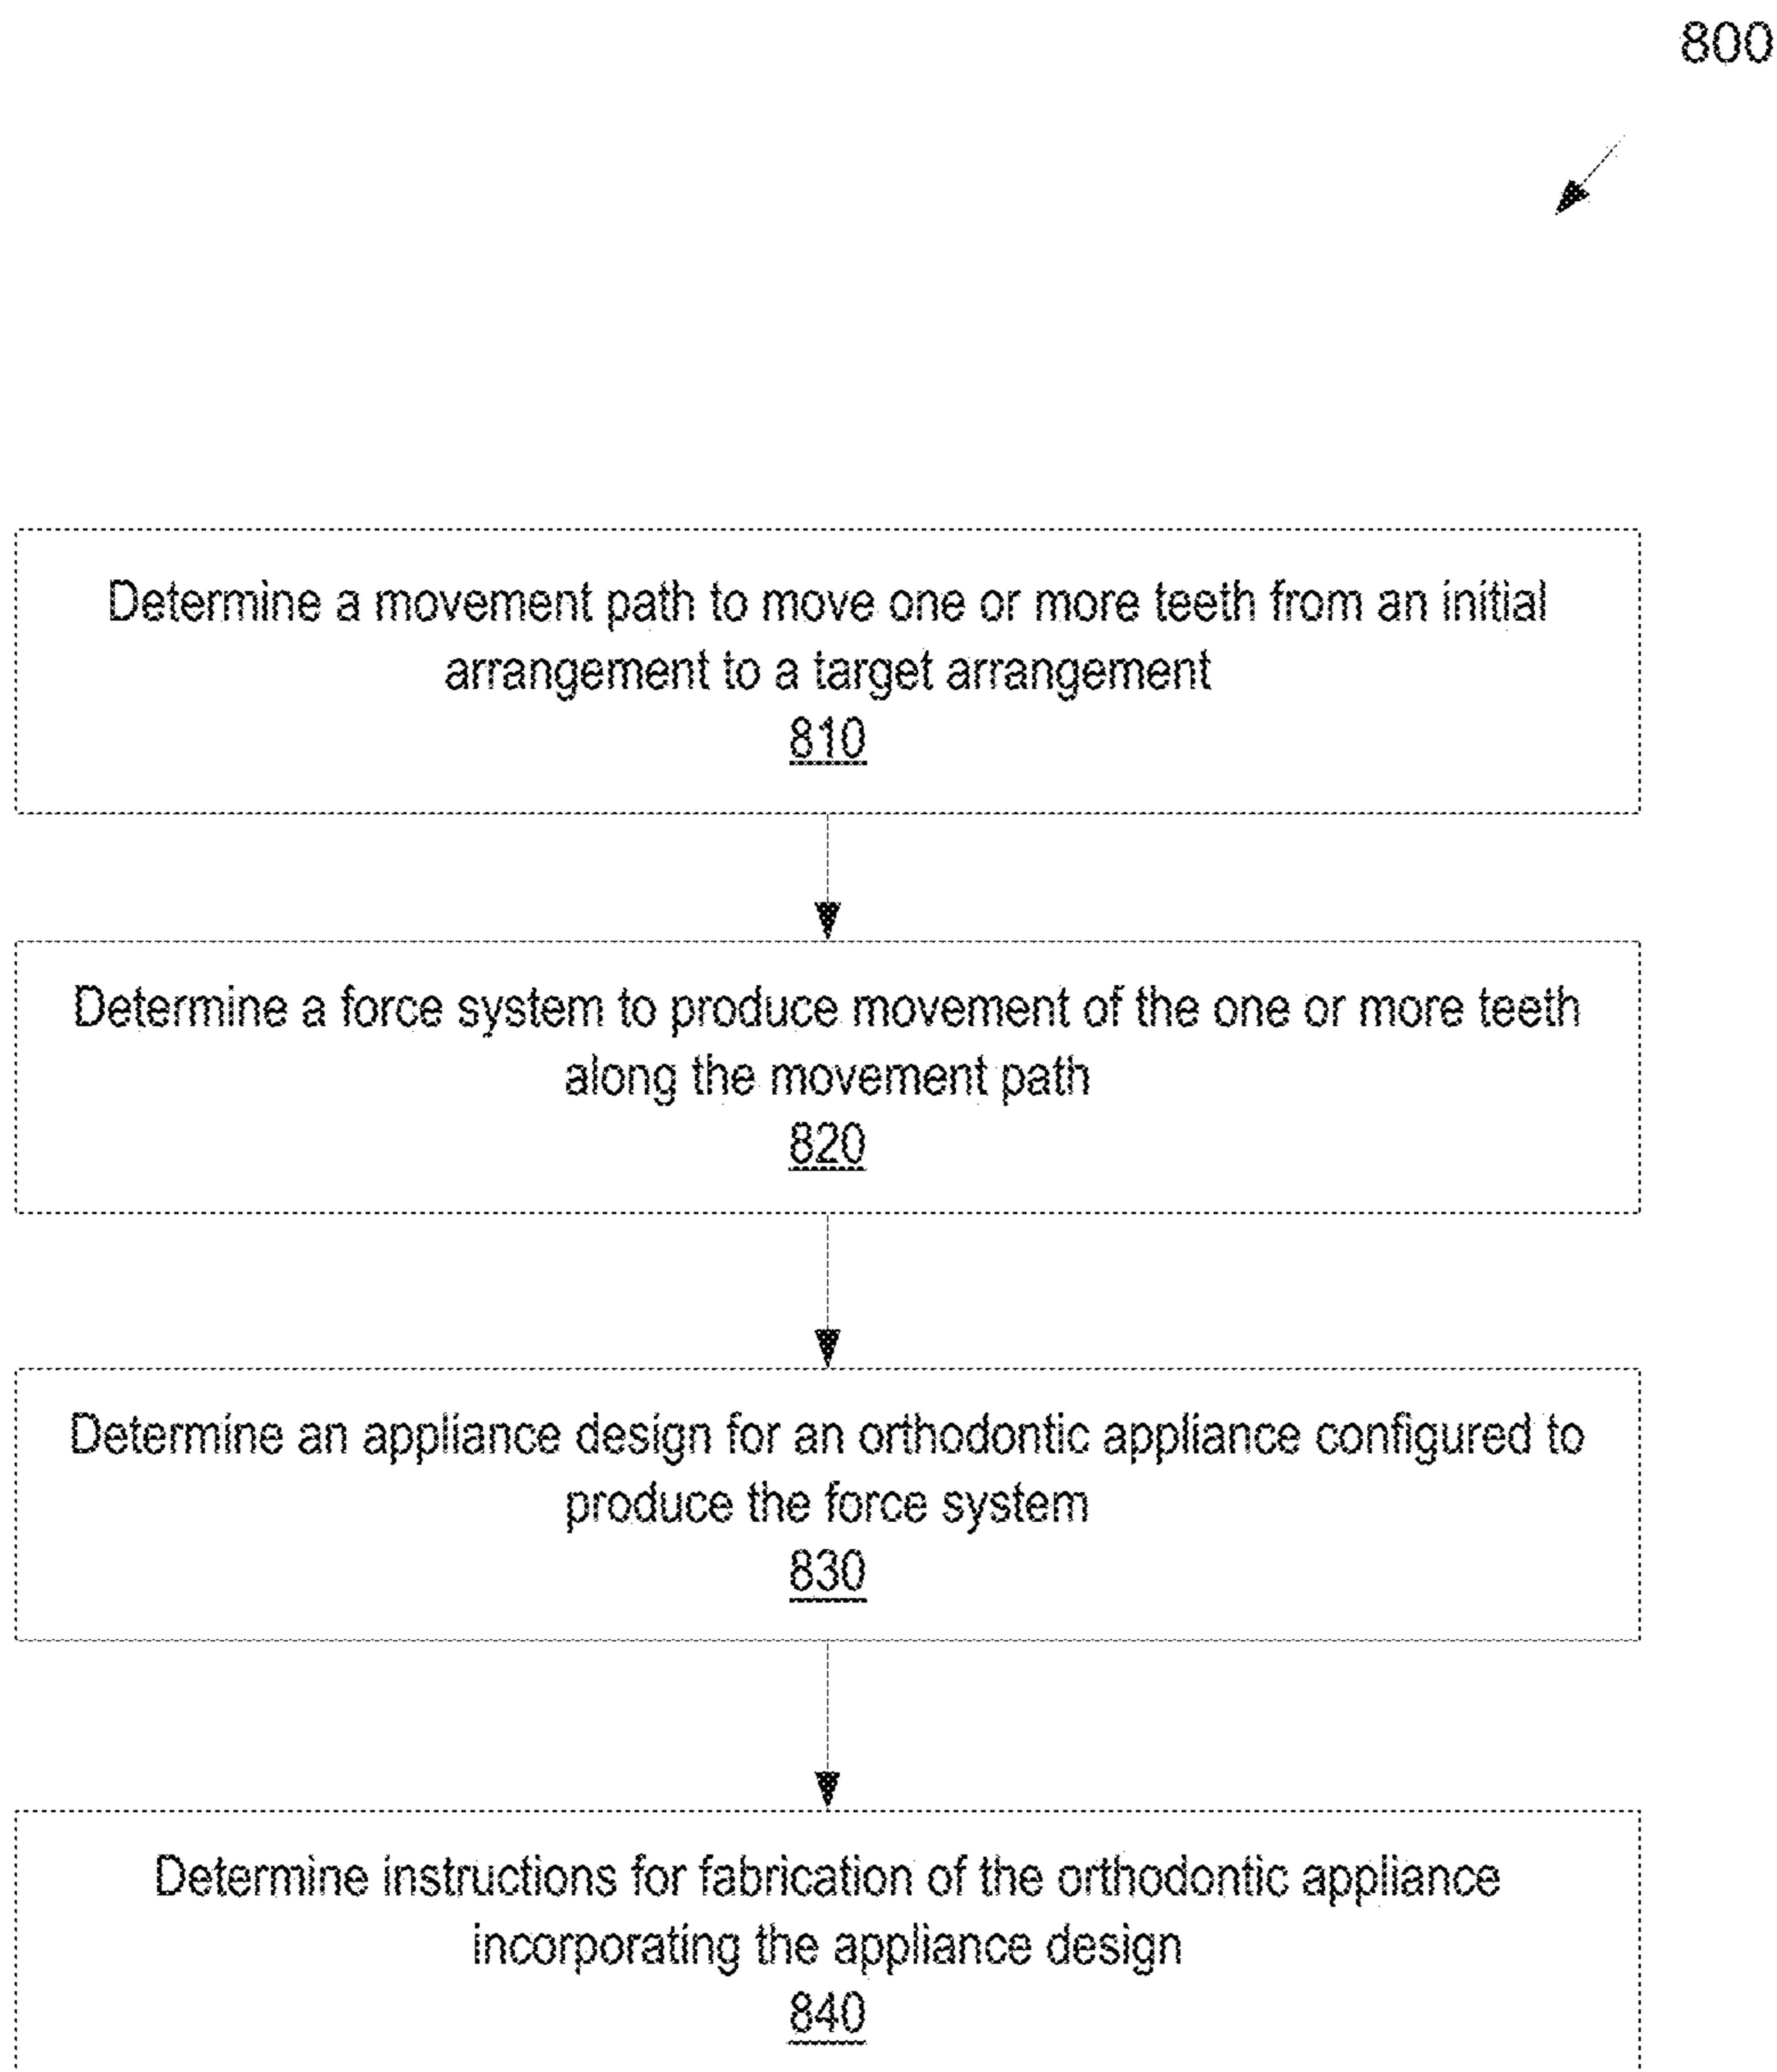 800
Determine a movement path to move one or more teeth from an initial
arrangement to a target arrangement
810
Determine a force system to produce movement of the one or more teeth
along the movement path
820
Determine an appliance design for an orthodontic appliance configured to
produce the force system
830
Determine instructions for fabrication of the orthodontic appliance
incorporating the appliance design
840